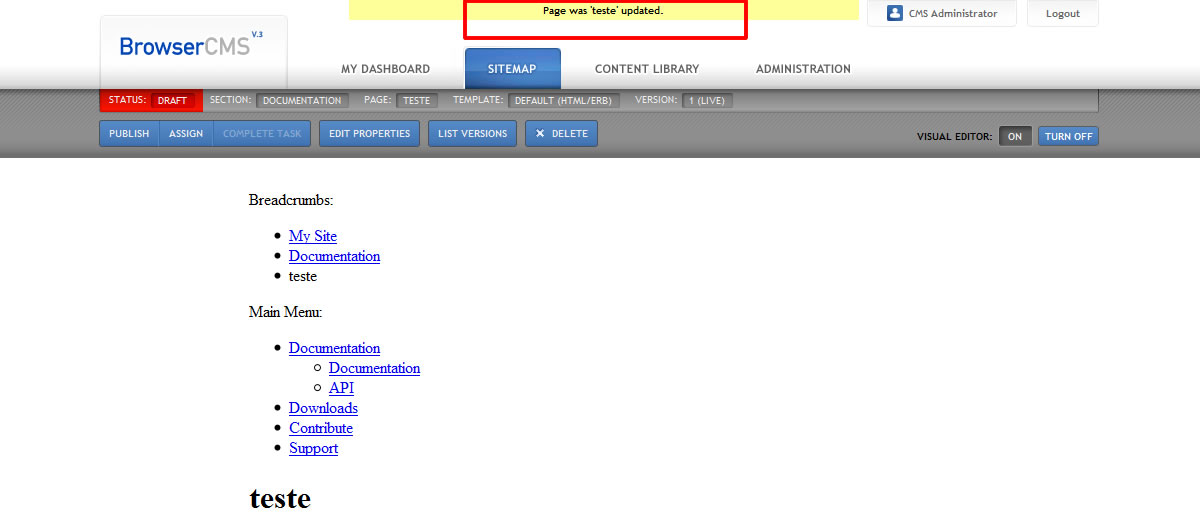 Page was 'teste' updated.
CMS Administrator Logout
BrowserCMS V.3
MY DASHBOARD SITEMAP CONTENT LIBRARY ADMINISTRATION
STATUS: DRAFT SECTION: DOCUMENTATION PAGE: TESTE TEMPLATE: DEFAULT (HTML/ERB) VERSION: 1 (LIVE)
PUBLISH ASSIGN COMPLETE TASK EDIT PROPERTIES LIST VERSIONS DELETE VISUAL EDITOR: ON TURN OFF
Breadcrumbs:
My Site
Documentation
teste
Main Menu:
Documentation
Documentation
API
Downloads
Contribute
Support
teste